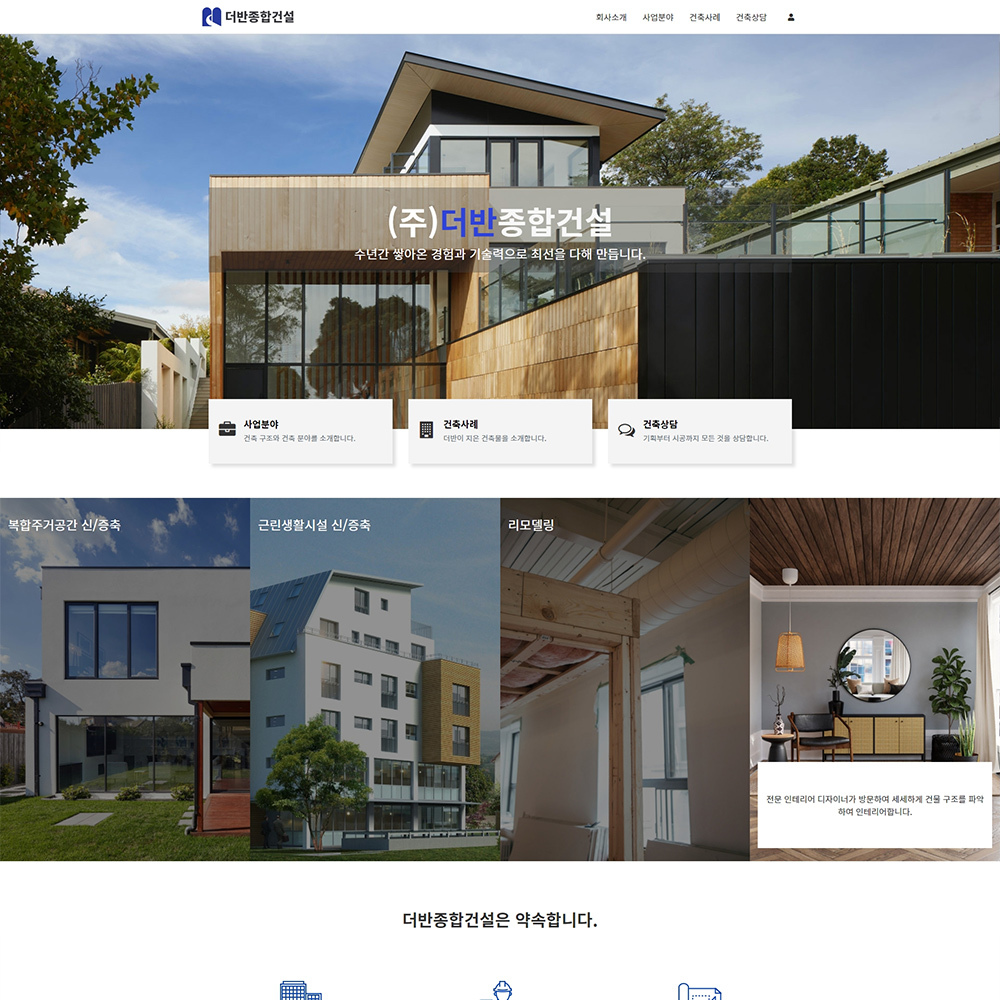 더반종합건설
회사소개
사업분야
건축사례
건축상담
(주)더반종합건설
수년간 쌓아온 경험과 기술력으로 최선을 다해 만듭니다.
사업분야
건축 구조와 건축 분야를 소개합니다.
건축사례
더반이 지은 건축물을 소개합니다.
건축상담
기획부터 시공까지 모든 것을 상담합니다.
복합주거공간 신/증축
근린생활시설 신/증축
리모델링
전문 인테리어 디자이너가 방문하여 세세하게 건물 구조를 파악
하여 인테리어합니다.
더반종합건설은 약속합니다.